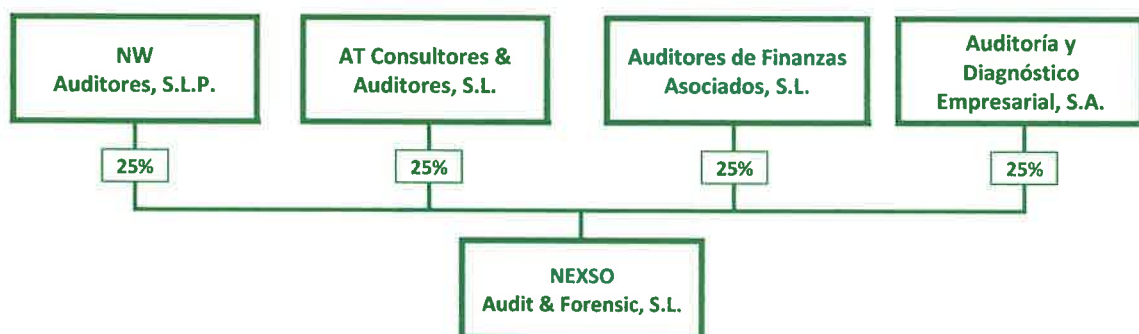 NW
Auditores, S.L.P.
AT Consultores &
Auditores, S.L.
Auditores de Finanzas
Asociados, S.L.
Auditoría y
Diagnóstico
Empresarial, S.A.
25%
25%
25%
25%
NEXSO
Audit & Forensic, S.L.